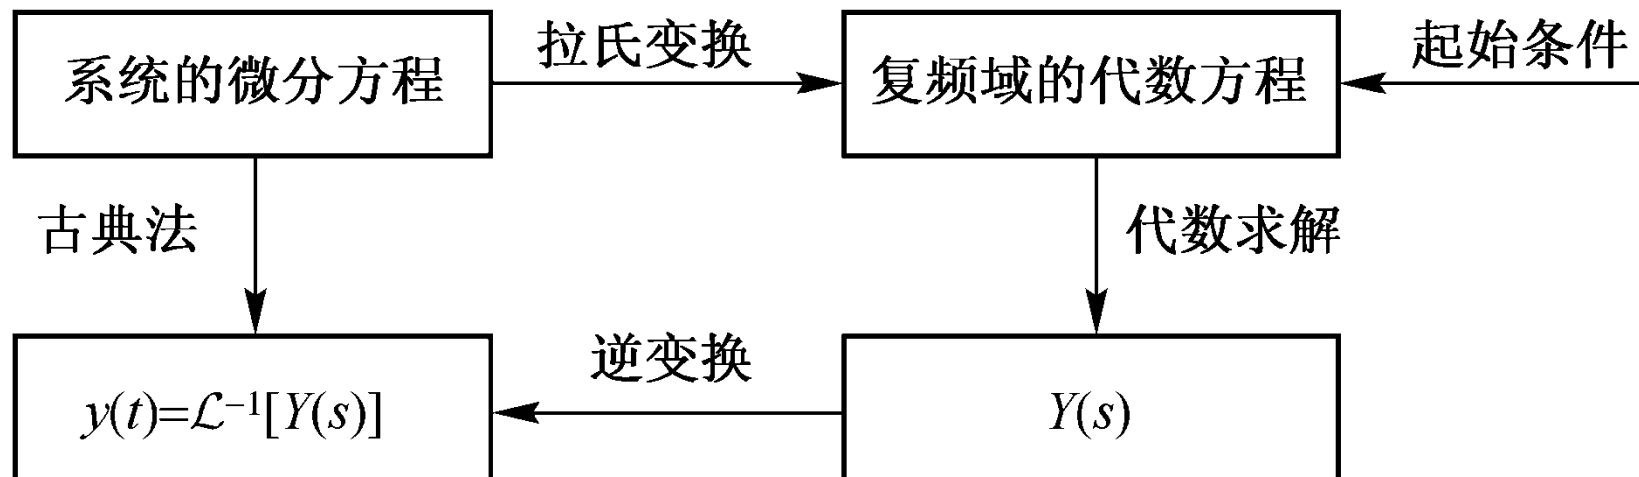 拉氏变换
起始条件
系统的微分方程
复频域的代数方程
古典法
代数求解
逆变换
y(t)=ℒ⁻¹[Y(s)]
Y(s)